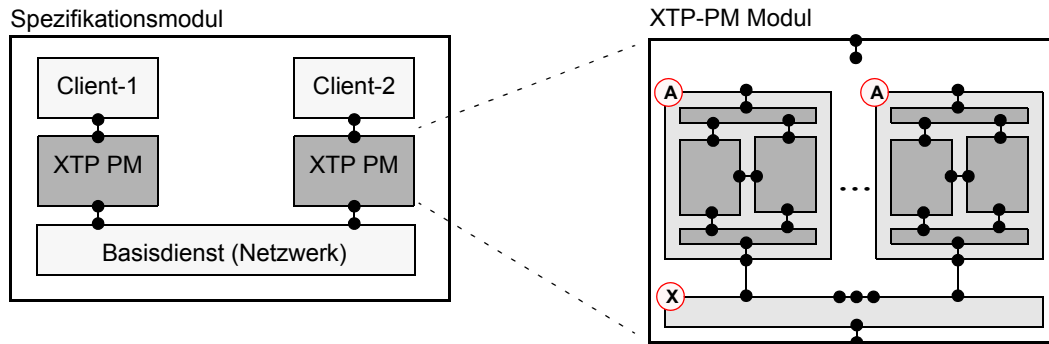 Spezifikationsmodul
XTP-PM Modul
Client-1
Client-2
A
A
XTP PM
XTP PM
...
Basisdienst (Netzwerk)
X